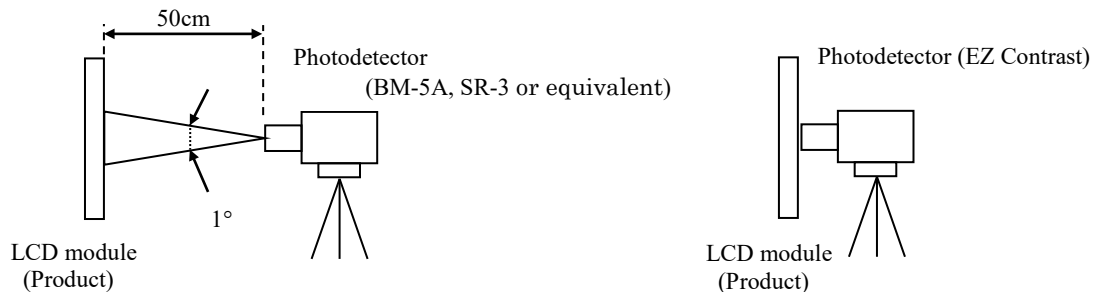 50cm
Photodetector
(BM-5A, SR-3 or equivalent)
1°
LCD module
(Product)
Photodetector (EZ Contrast)
LCD module
(Product)